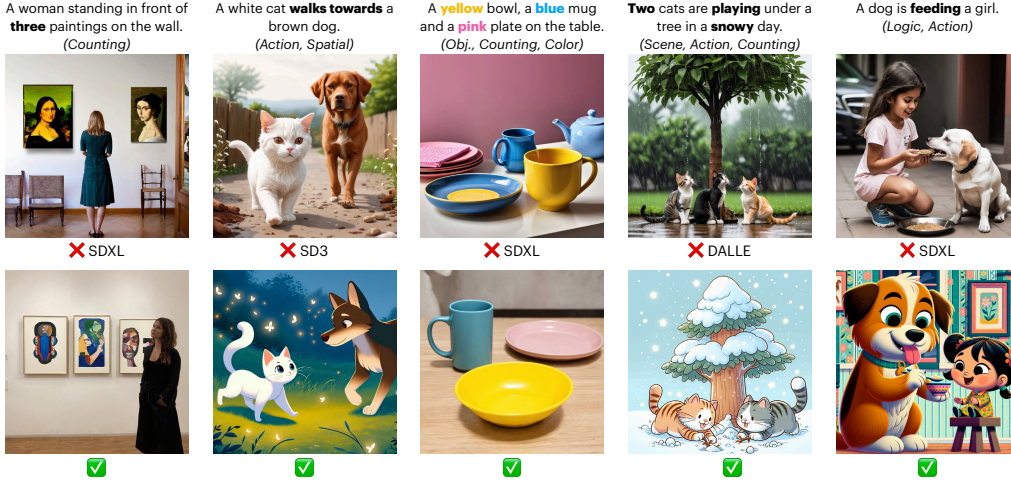 A woman standing in front of
three paintings on the wall.
(Counting)
A white cat walks towards a
brown dog.
(Action, Spatial)
A yellow bowl, a blue mug
and a pink plate on the table.
(Obj., Counting, Color)
Two cats are playing under a
tree in a snowy day.
(Scene, Action, Counting)
A dog is feeding a girl.
(Logic, Action)
❌ SDXL
❌ SD3
❌ SDXL
❌ DALLE
❌ SDXL